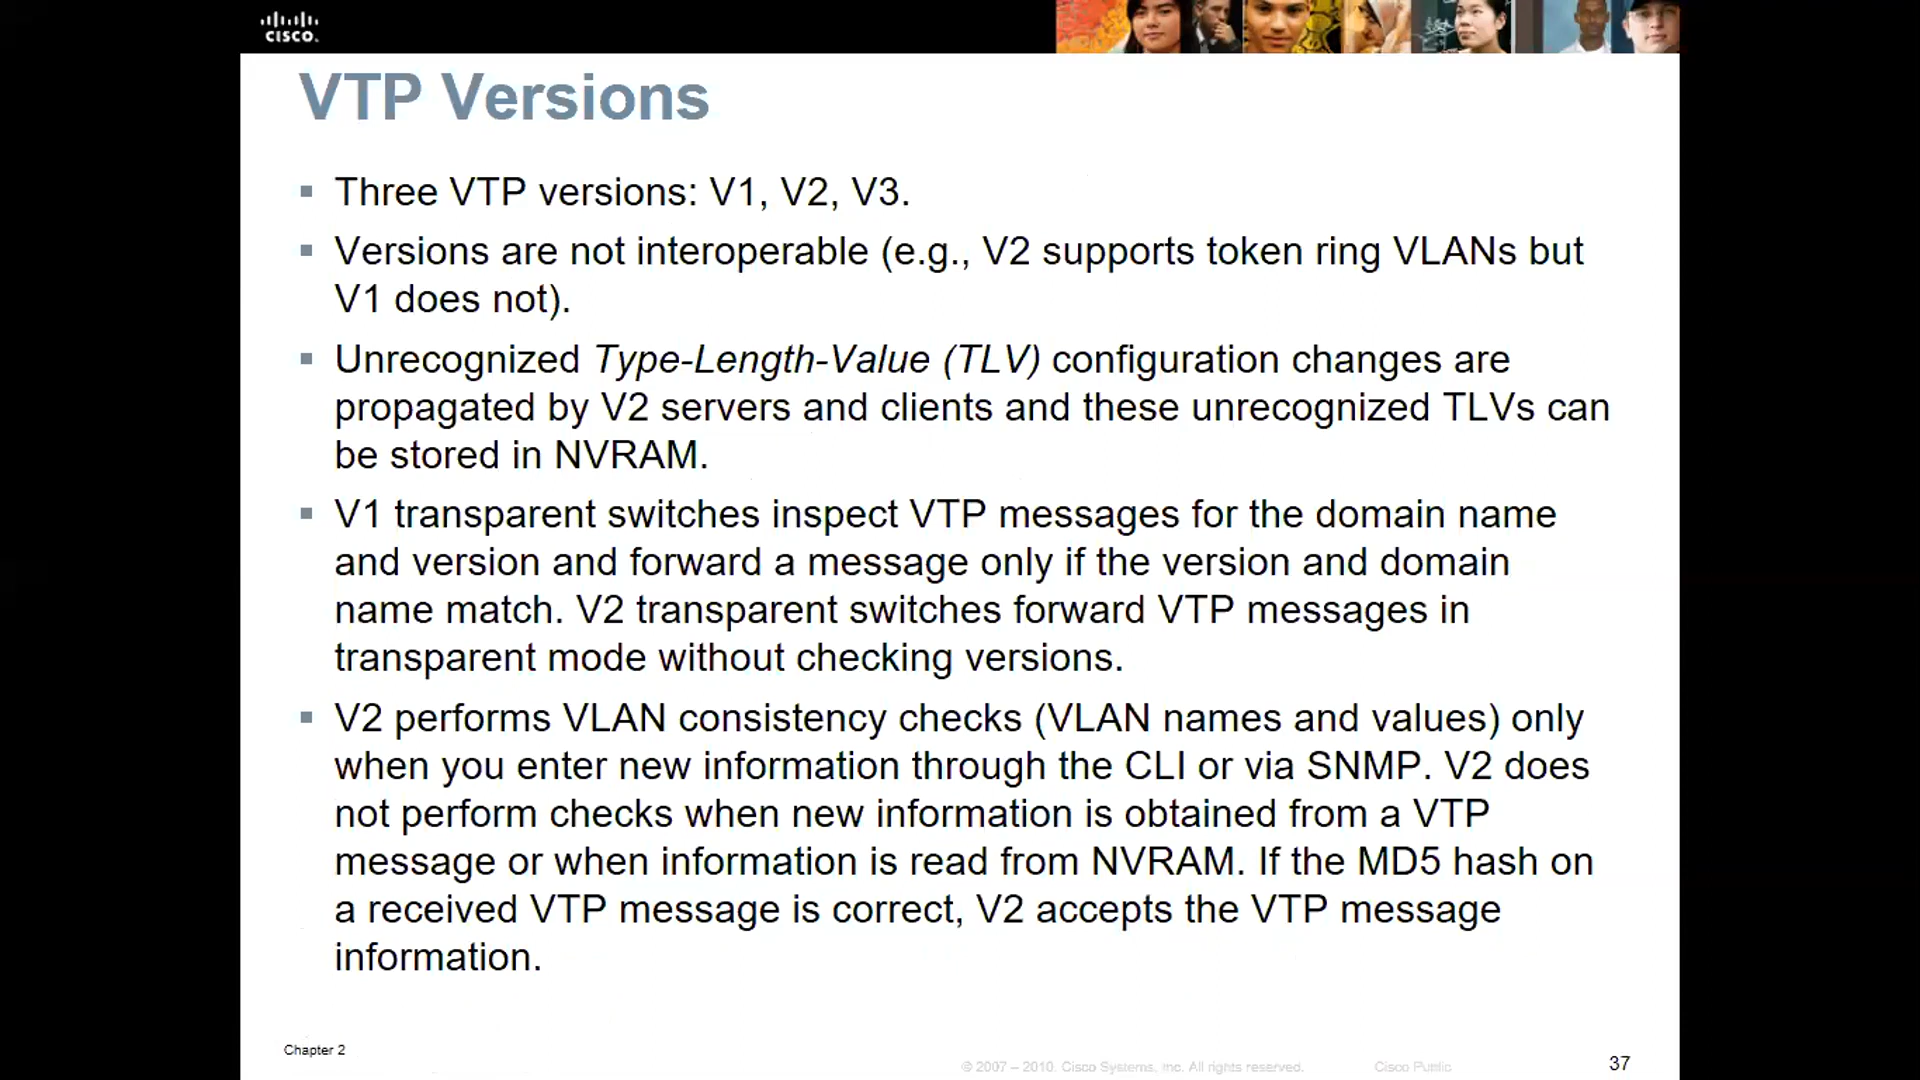 CISCO.
VTP Versions
▪ Three VTP versions: V1, V2, V3.
▪ Versions are not interoperable (e.g., V2 supports token ring VLANs but
V1 does not).
▪ Unrecognized Type-Length-Value (TLV) configuration changes are
propagated by V2 servers and clients and these unrecognized TLVs can
be stored in NVRAM.
▪ V1 transparent switches inspect VTP messages for the domain name
and version and forward a message only if the version and domain
name match. V2 transparent switches forward VTP messages in
transparent mode without checking versions.
▪ V2 performs VLAN consistency checks (VLAN names and values) only
when you enter new information through the CLI or via SNMP. V2 does
not perform checks when new information is obtained from a VTP
message or when information is read from NVRAM. If the MD5 hash on
a received VTP message is correct, V2 accepts the VTP message
information.
Chapter 2
© 2007 – 2010, Cisco Systems, Inc. All rights reserved.
Cisco Public
37